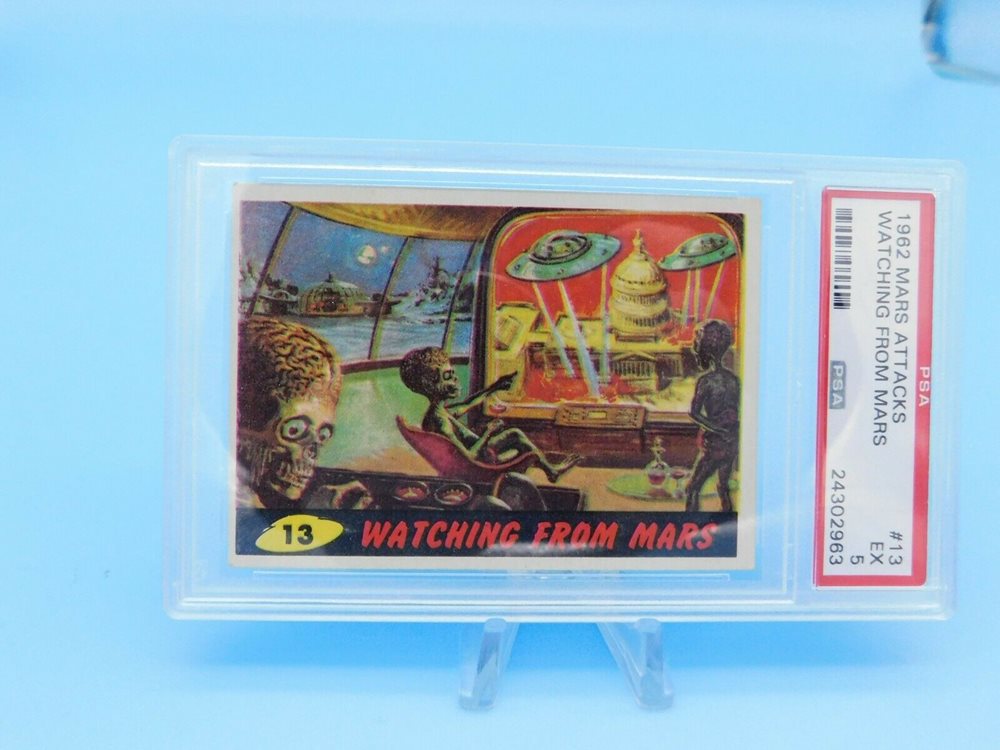 13 WATCHING FROM MARS
PSA
1962 MARS ATTACKS
WATCHING FROM MARS
PSA
#13
EX
5
24302963